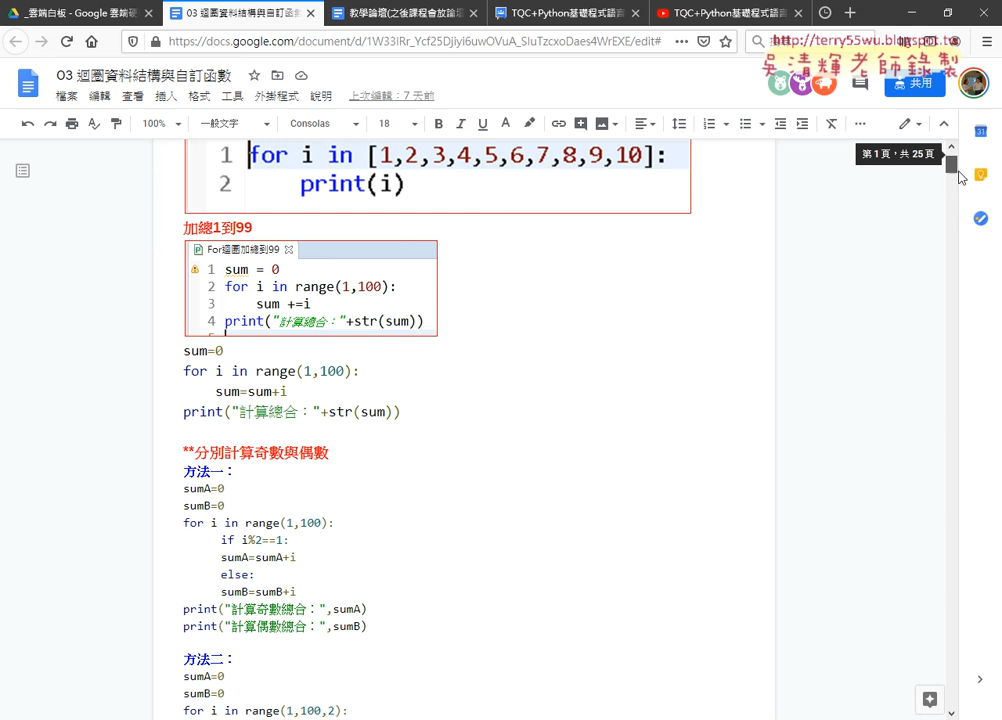 _雲端白板 - Google 雲端硬
03 迴圈資料結構與自訂函數
教學論壇(之後課程會放論壇
TQC+Python基礎程式語言
TQC+Python基礎程式語言
https://docs.google.com/document/d/1W33IRr_Ycf25Djiyi6uwOVuA_SIuTzcxoDaes4WrEXE/edit#
http://terry55wu.blogspot.tw
吳清輝老師錄製
O3 迴圈資料結構與自訂函數
檔案 編輯 查看 插入 格式 工具 外掛程式 說明 上次編輯：7 天前
共用
100% 一般文字 Consolas 18
第 1 頁，共 25 頁
1 for i in [1,2,3,4,5,6,7,8,9,10]:
2 print(i)
加總1到99
For迴圈加總到99
1 sum = 0
2 for i in range(1,100):
3 sum +=i
4 print("計算總合："+str(sum))
sum=0
for i in range(1,100):
sum=sum+i
print("計算總合："+str(sum))
**分別計算奇數與偶數
方法一：
sumA=0
sumB=0
for i in range(1,100):
if i%2==1:
sumA=sumA+i
else:
sumB=sumB+i
print("計算奇數總合：",sumA)
print("計算偶數總合：",sumB)
方法二：
sumA=0
sumB=0
for i in range(1,100,2):